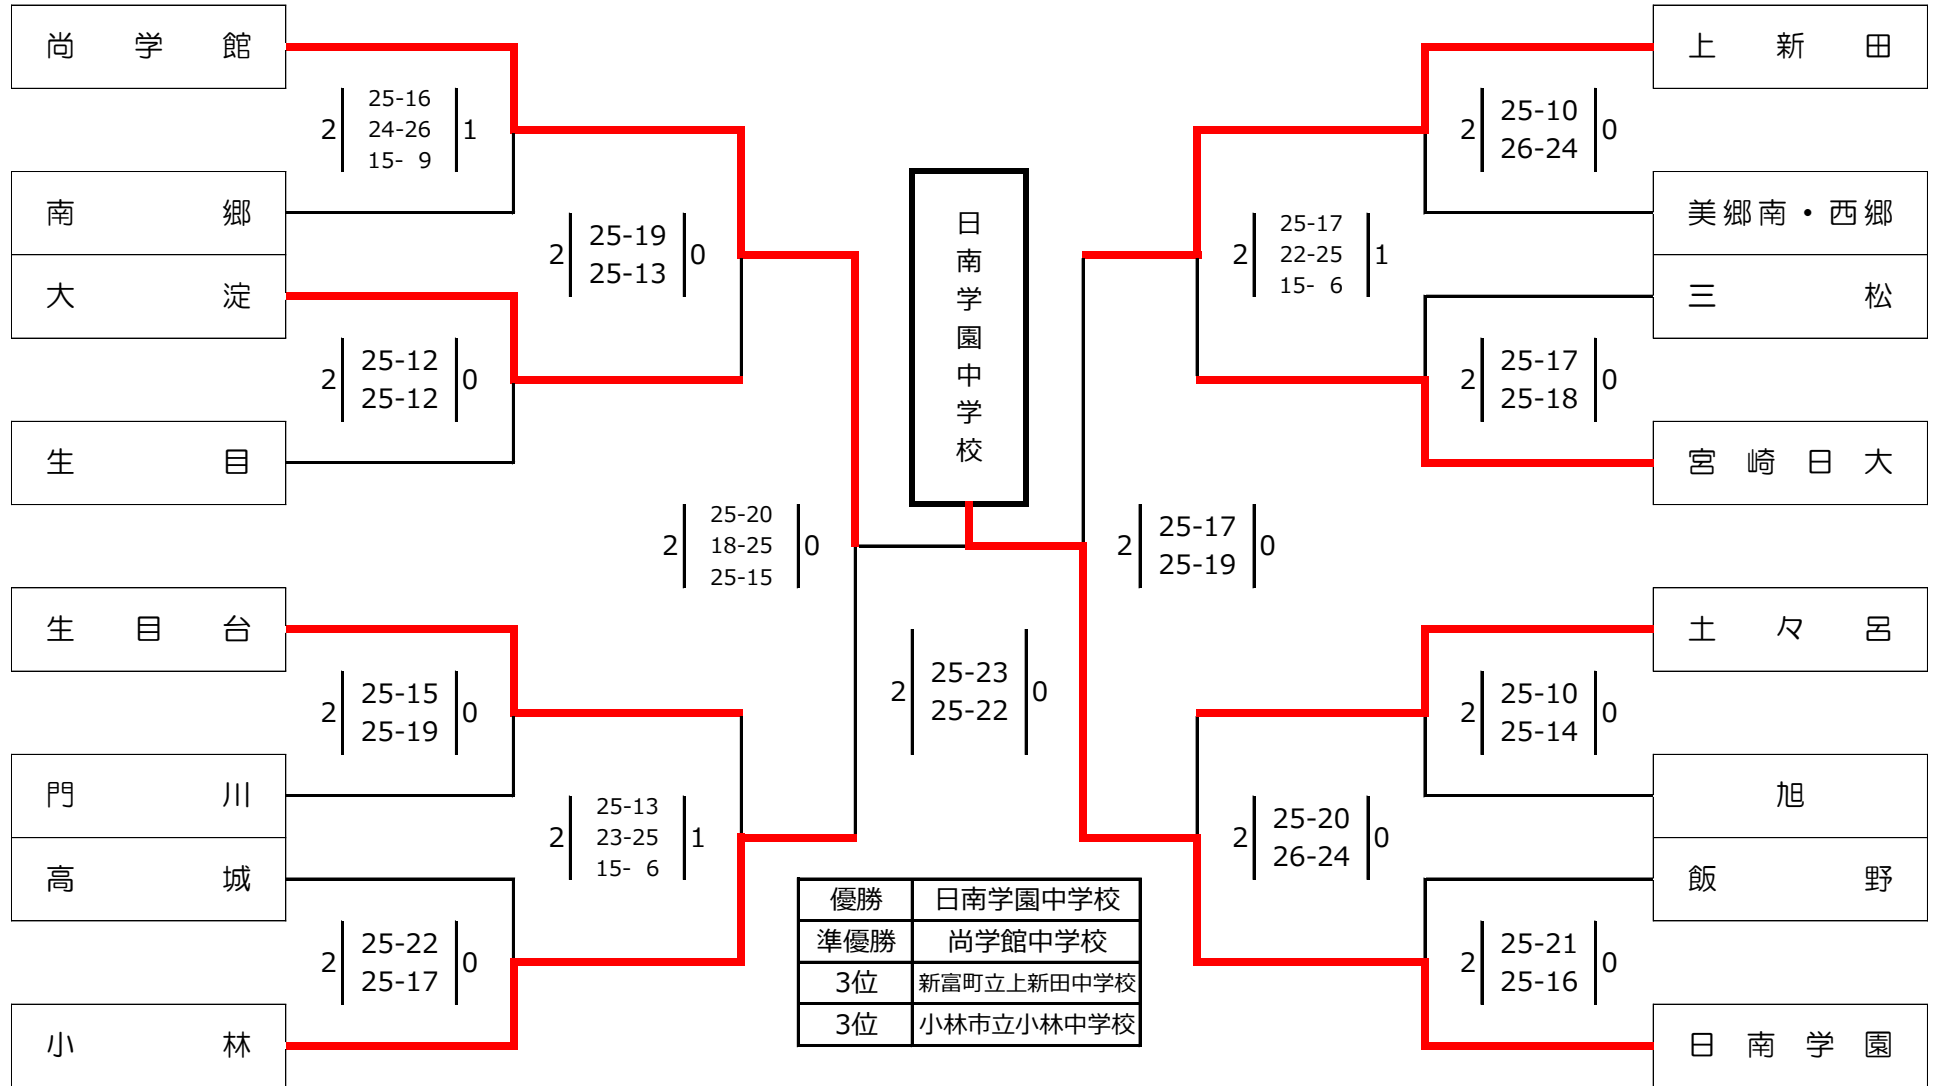 尚学館
2 25-16 1
24-26
15- 9
南郷
大淀
2 25-19 0
25-13
2 25-12 0
25-12
生目
2 25-20 0
18-25
25-15
生目台
2 25-15 0
25-19
門川
高城
2 25-13 1
23-25
15- 6
2 25-22 0
25-17
小林
日南学園中学校
2 25-23 0
25-22
優勝 日南学園中学校
準優勝 尚学館中学校
3位 新富町立上新田中学校
3位 小林市立小林中学校
上新田
2 25-10 0
26-24
美郷南・西郷
三松
2 25-17 1
22-25
15- 6
2 25-17 0
25-18
宮崎日大
2 25-17 0
25-19
土々呂
2 25-10 0
25-14
旭
飯野
2 25-20 0
26-24
2 25-21 0
25-16
日南学園